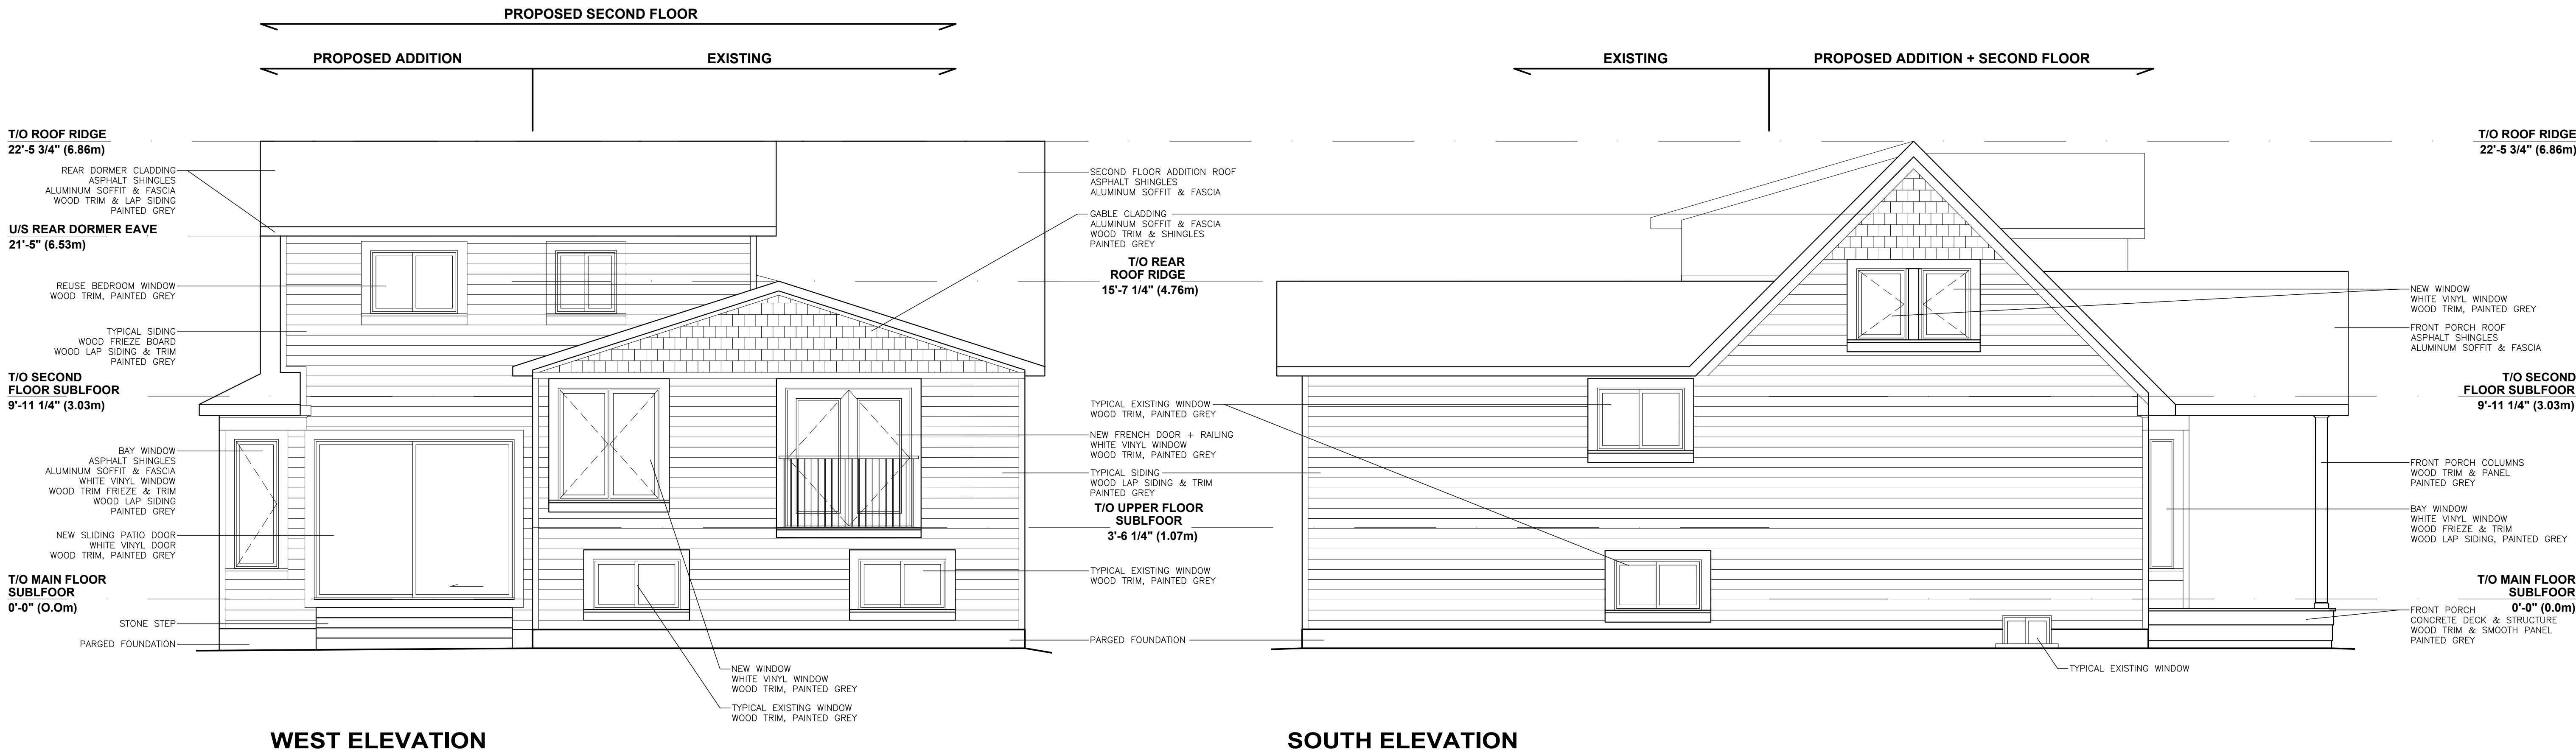 PROPOSED SECOND FLOOR
PROPOSED ADDITION
EXISTING
T/O ROOF RIDGE
22'-5 3/4" (6.86m)
REAR DORMER CLADDING
ASPHALT SHINGLES
ALUMINUM SOFFIT & FASCIA
WOOD TRIM & LAP SIDING
PAINTED GREY
U/S REAR DORMER EAVE
21'-5" (6.53m)
REUSE BEDROOM WINDOW
WOOD TRIM, PAINTED GREY
TYPICAL SIDING
WOOD FRIEZE BOARD
WOOD LAP SIDING & TRIM
PAINTED GREY
T/O SECOND
FLOOR SUBLFOOR
9'-11 1/4" (3.03m)
BAY WINDOW
ASPHALT SHINGLES
ALUMINUM SOFFIT & FASCIA
WHITE VINYL WINDOW
WOOD TRIM FRIEZE & TRIM
WOOD LAP SIDING
PAINTED GREY
NEW SLIDING PATIO DOOR
WHITE VINYL DOOR
WOOD TRIM, PAINTED GREY
T/O MAIN FLOOR
SUBLFOOR
0'-0" (O.Om)
STONE STEP
PARGED FOUNDATION
NEW WINDOW
WHITE VINYL WINDOW
WOOD TRIM, PAINTED GREY
TYPICAL EXISTING WINDOW
WOOD TRIM, PAINTED GREY
WEST ELEVATION
SECOND FLOOR ADDITION ROOF
ASPHALT SHINGLES
ALUMINUM SOFFIT & FASCIA
GABLE CLADDING
ALUMINUM SOFFIT & FASCIA
WOOD TRIM & SHINGLES
PAINTED GREY
T/O REAR
ROOF RIDGE
15'-7 1/4" (4.76m)
TYPICAL EXISTING WINDOW
WOOD TRIM, PAINTED GREY
NEW FRENCH DOOR + RAILING
WHITE VINYL WINDOW
WOOD TRIM, PAINTED GREY
TYPICAL SIDING
WOOD LAP SIDING & TRIM
PAINTED GREY
T/O UPPER FLOOR
SUBLFOOR
3'-6 1/4" (1.07m)
TYPICAL EXISTING WINDOW
WOOD TRIM, PAINTED GREY
PARGED FOUNDATION
EXISTING
PROPOSED ADDITION + SECOND FLOOR
T/O ROOF RIDGE
22'-5 3/4" (6.86m)
NEW WINDOW
WHITE VINYL WINDOW
WOOD TRIM, PAINTED GREY
FRONT PORCH ROOF
ASPHALT SHINGLES
ALUMINUM SOFFIT & FASCIA
T/O SECOND
FLOOR SUBLFOOR
9'-11 1/4" (3.03m)
FRONT PORCH COLUMNS
WOOD TRIM & PANEL
PAINTED GREY
BAY WINDOW
WHITE VINYL WINDOW
WOOD FRIEZE & TRIM
WOOD LAP SIDING, PAINTED GREY
T/O MAIN FLOOR
SUBLFOOR
0'-0" (0.0m)
FRONT PORCH
CONCRETE DECK & STRUCTURE
WOOD TRIM & SMOOTH PANEL
PAINTED GREY
TYPICAL EXISTING WINDOW
SOUTH ELEVATION